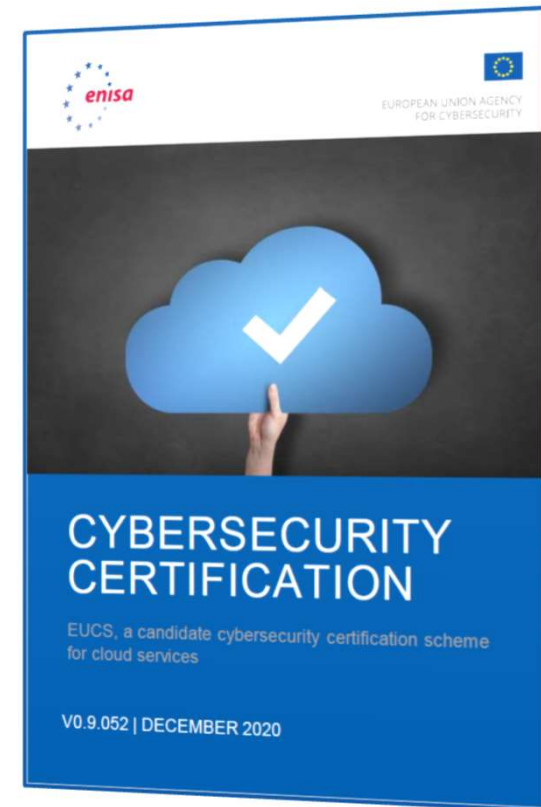 enisa
EUROPEAN UNION AGENCY
FOR CYBERSECURITY
CYBERSECURITY
CERTIFICATION
EUCS, a candidate cybersecurity certification scheme
for cloud services
V0.9.052 | DECEMBER 2020